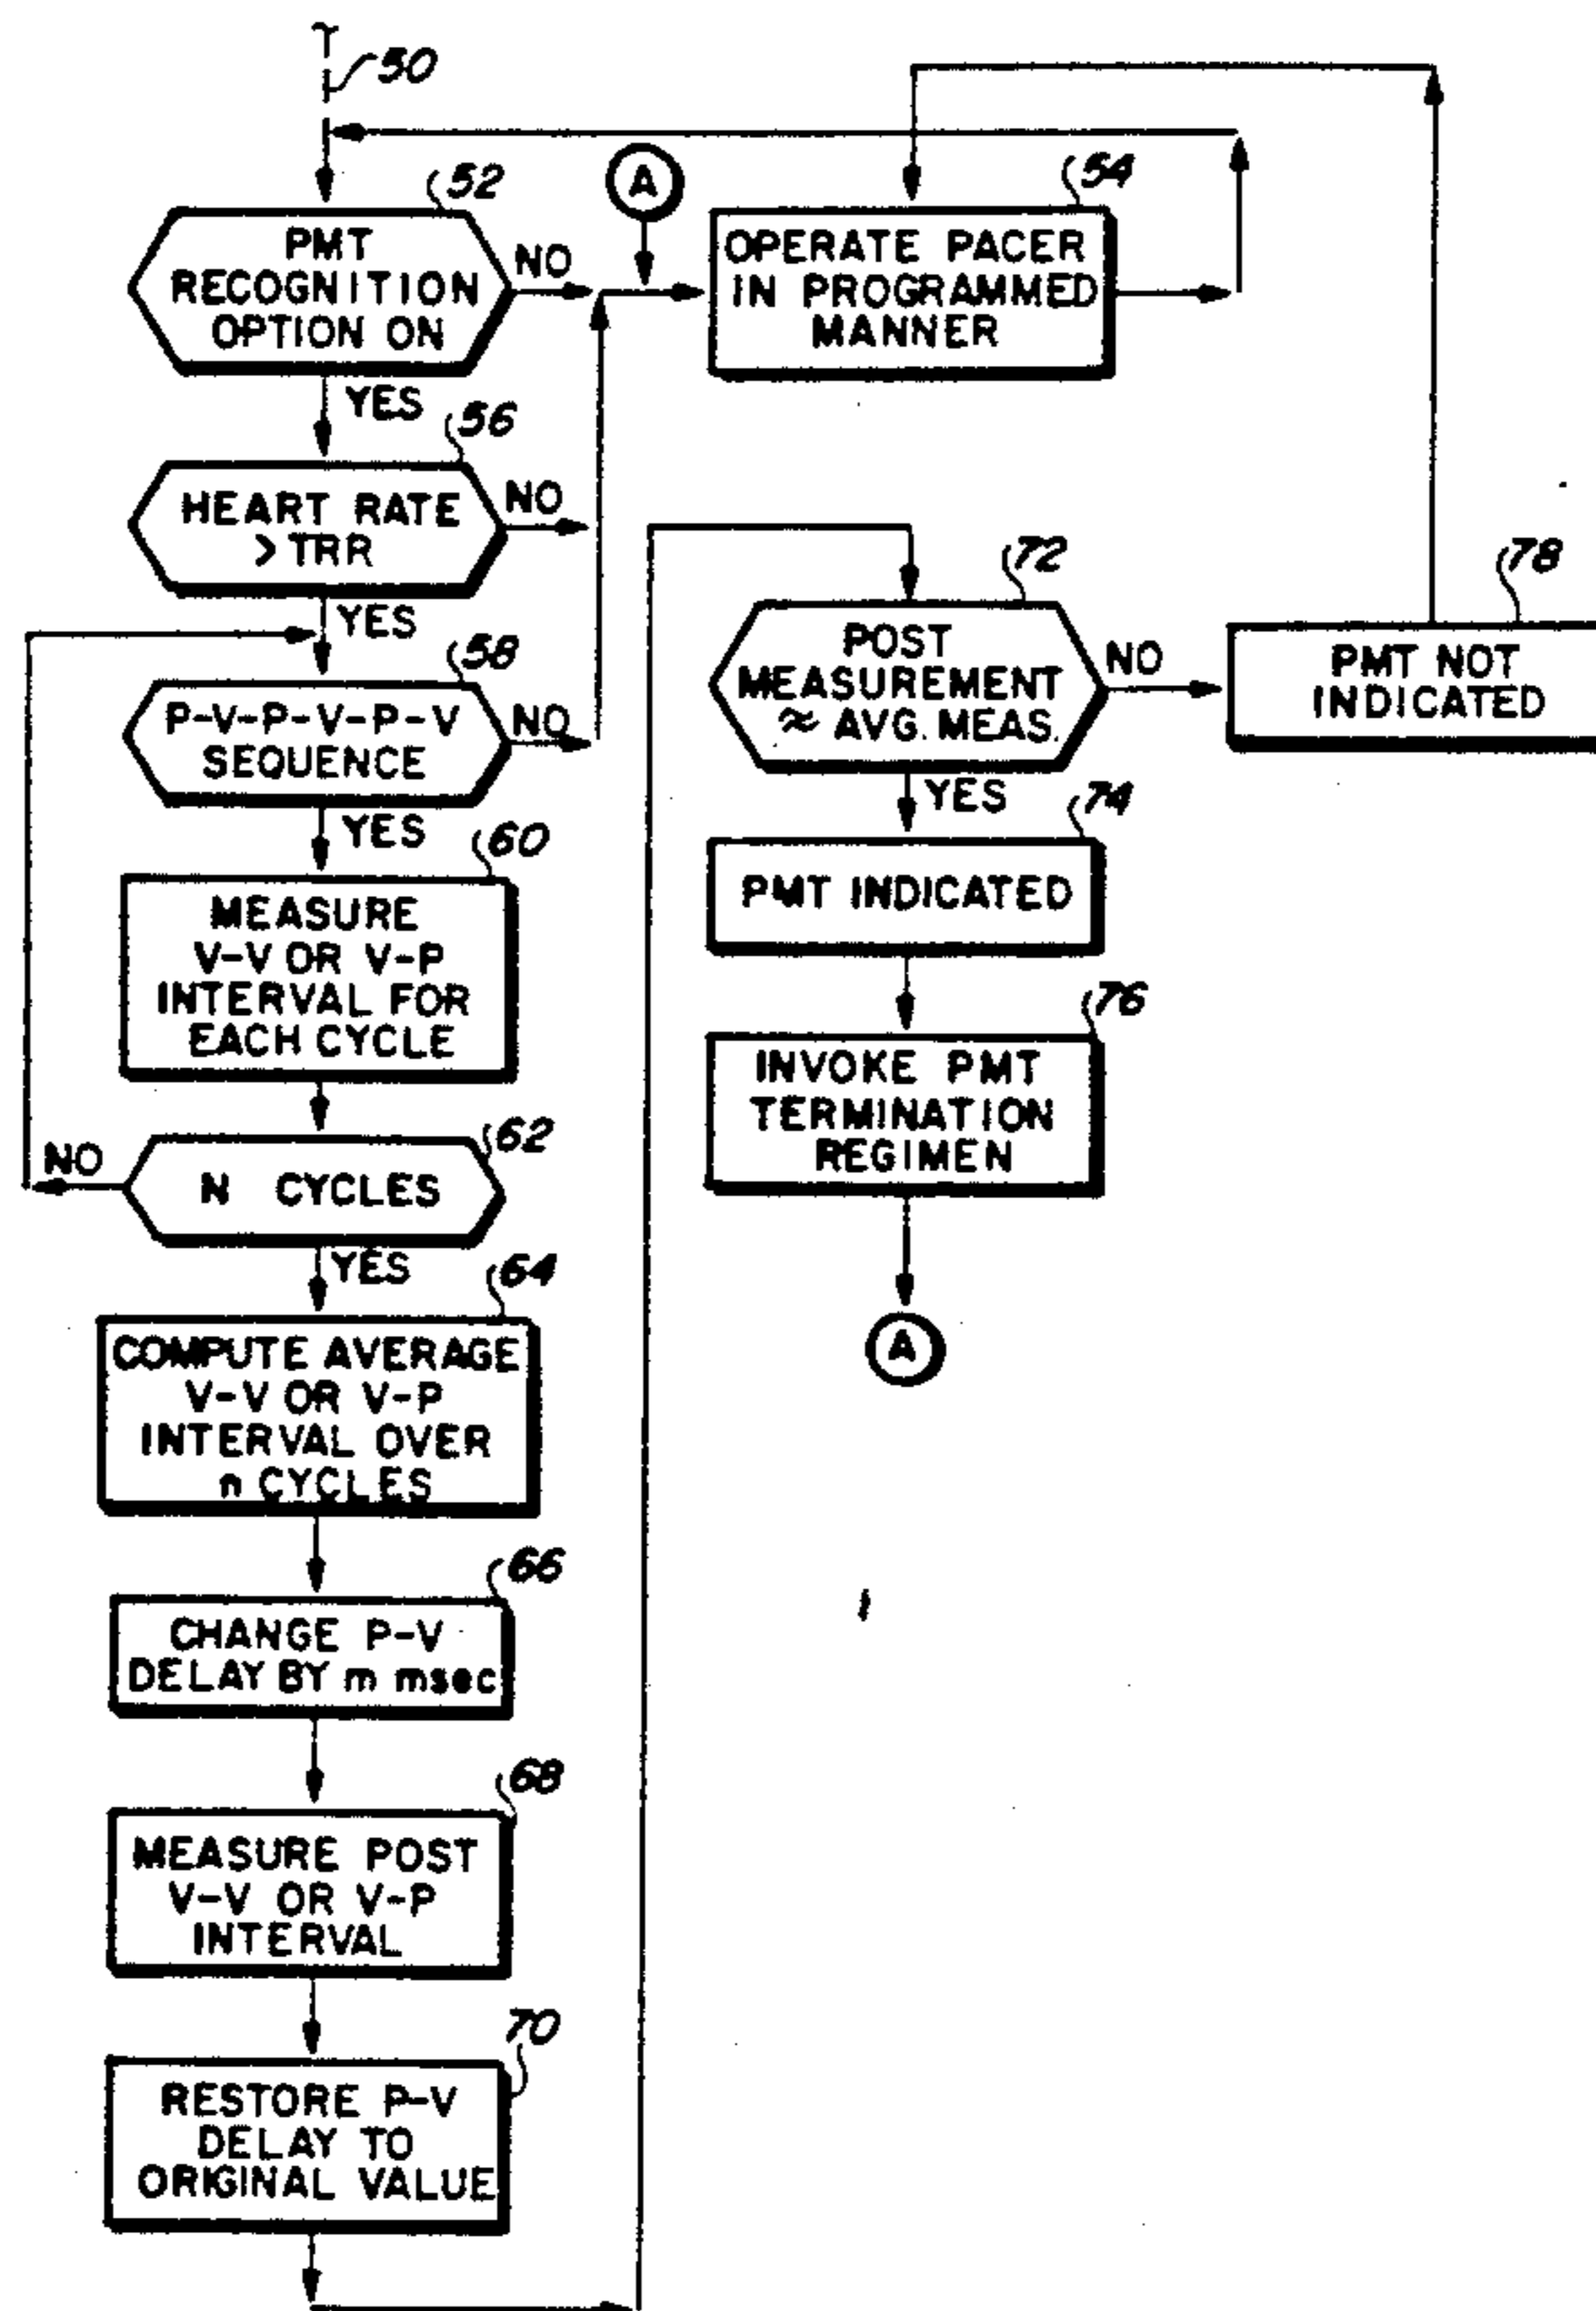 50
52
PMT
RECOGNITION
OPTION ON
NO
YES
A
54
OPERATE PACER
IN PROGRAMMED
MANNER
56
HEART RATE
> TRR
NO
YES
58
P-V-P-V-P-V
SEQUENCE
NO
YES
60
MEASURE
V-V OR V-P
INTERVAL FOR
EACH CYCLE
62
N CYCLES
NO
YES
64
COMPUTE AVERAGE
V-V OR V-P
INTERVAL OVER
n CYCLES
66
CHANGE P-V
DELAY BY m msec
68
MEASURE POST
V-V OR V-P
INTERVAL
70
RESTORE P-V
DELAY TO
ORIGINAL VALUE
72
POST
MEASUREMENT
≈ AVG. MEAS.
NO
YES
78
PMT NOT
INDICATED
74
PMT INDICATED
76
INVOKE PMT
TERMINATION
REGIMEN
A